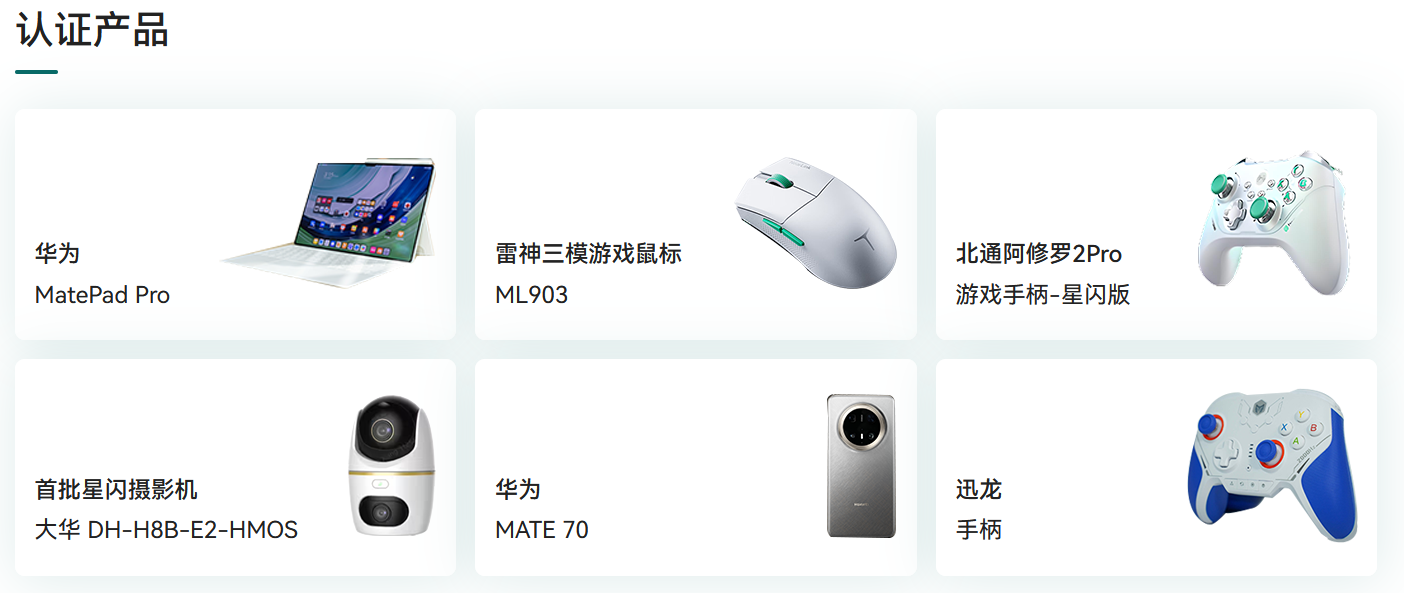 认证产品
华为
MatePad Pro
雷神三模游戏鼠标
ML903
北通阿修罗2Pro
游戏手柄-星闪版
首批星闪摄影机
大华 DH-H8B-E2-HMOS
华为
MATE 70
迅龙
手柄
X
Y
B
A